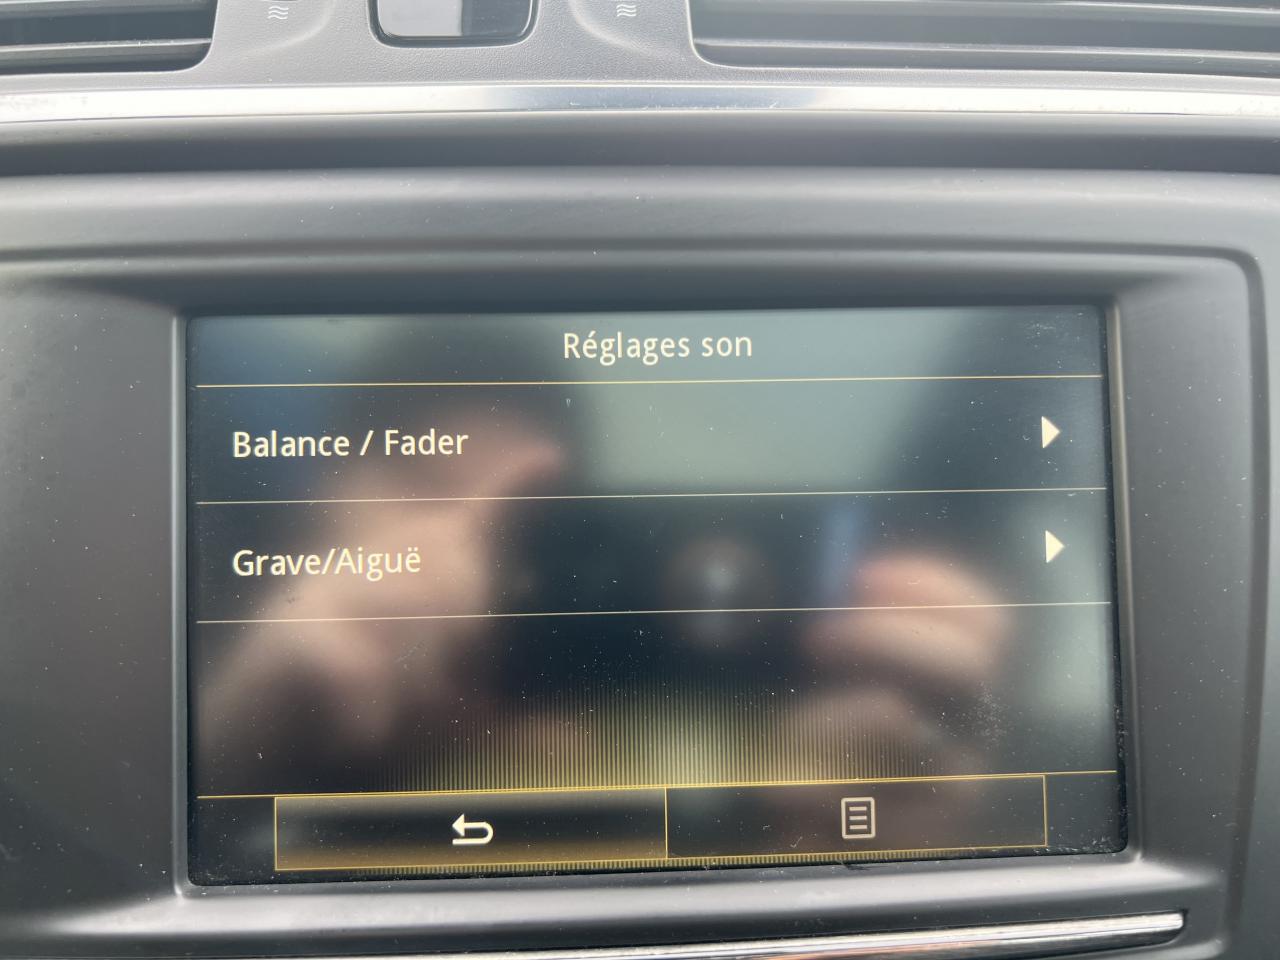 Réglages son
Balance / Fader
Grave/Aiguë